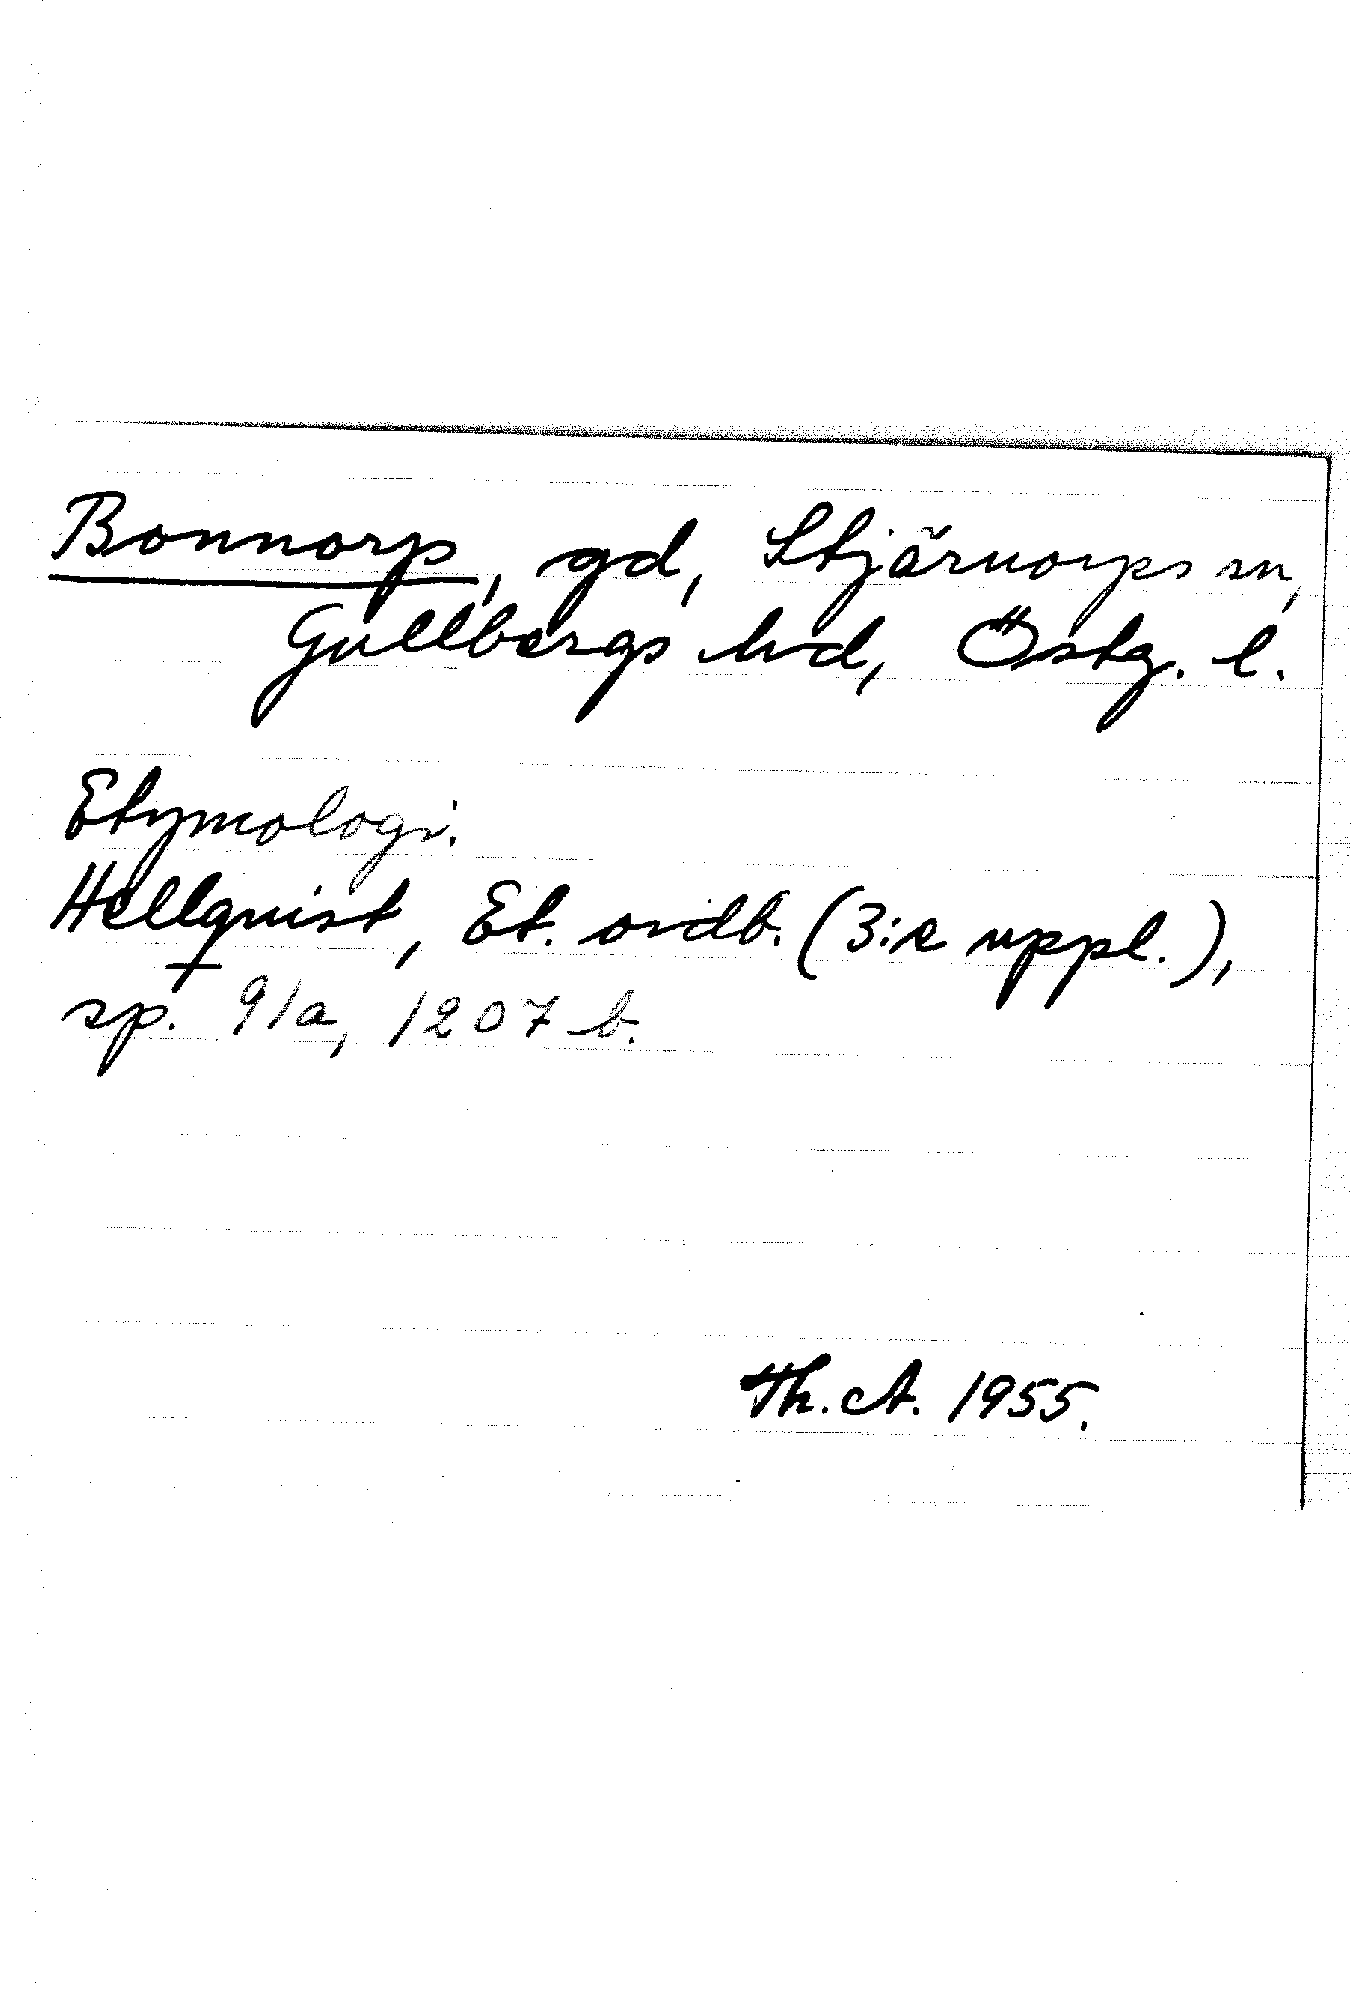 Bonnorp, gd, Stjärnorps sn,
Gullbergs hd, Östg. l.
Etymologi.
Hellquist, Et. ordb. (3:e uppl.),
sp. 91a, 1207 b.
Th. A. 1955.